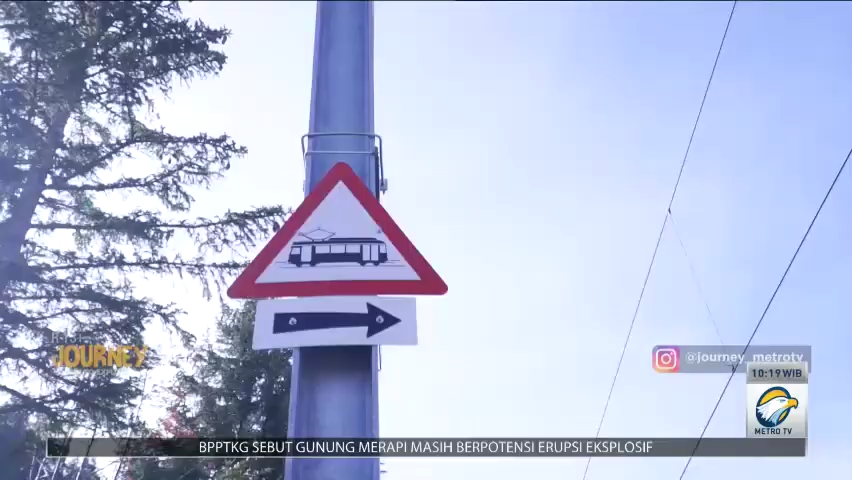 JOURNEY
@journey_metrotv
10:19 WIB
METRO TV
BPPTKG SEBUT GUNUNG MERAPI MASIH BERPOTENSI ERUPSI EKSPLOSIF